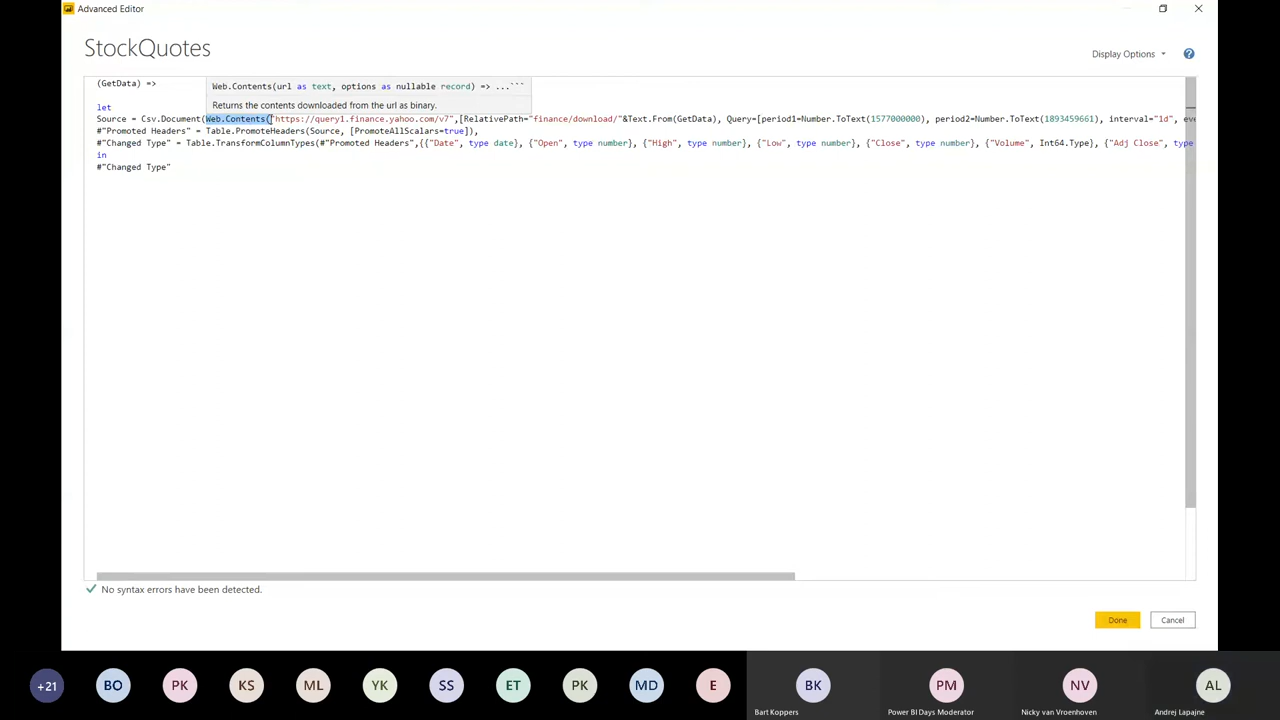 Advanced Editor
StockQuotes
Display Options
(GetData) =>
Web.Contents(url as text, options as nullable record) => ...```
Returns the contents downloaded from the url as binary.
let
Source = Csv.Document(Web.Contents("https://query1.finance.yahoo.com/v7",[RelativePath="finance/download/"&Text.From(GetData), Query=[period1=Number.ToText(1577000000), period2=Number.ToText(1893459661), interval="1d", eve
#"Promoted Headers" = Table.PromoteHeaders(Source, [PromoteAllScalars=true]),
#"Changed Type" = Table.TransformColumnTypes(#"Promoted Headers",{{"Date", type date}, {"Open", type number}, {"High", type number}, {"Low", type number}, {"Close", type number}, {"Volume", Int64.Type}, {"Adj Close", type
in
#"Changed Type"
No syntax errors have been detected.
Done
Cancel
+21
BO
PK
KS
ML
YK
SS
ET
PK
MD
E
BK
PM
NV
AL
Bart Koppers
Power BI Days Moderator
Nicky van Vroenhoven
Andrej Lapajne